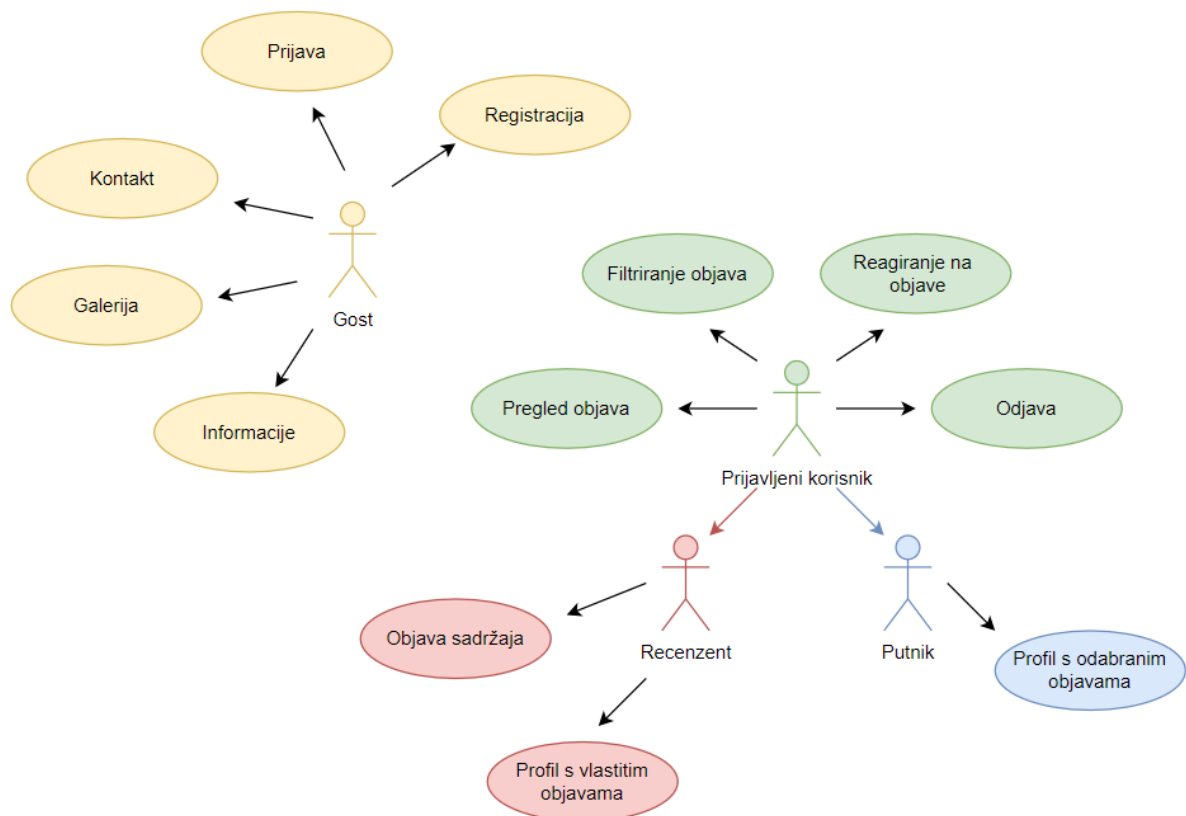 Prijava
Registracija
Kontakt
Galerija
Gost
Informacije
Filtriranje objava
Reagiranje na
objave
Pregled objava
Odjava
Prijavljeni korisnik
Objava sadržaja
Recenzent
Putnik
Profil s odabranim
objavama
Profil s vlastitim
objavama